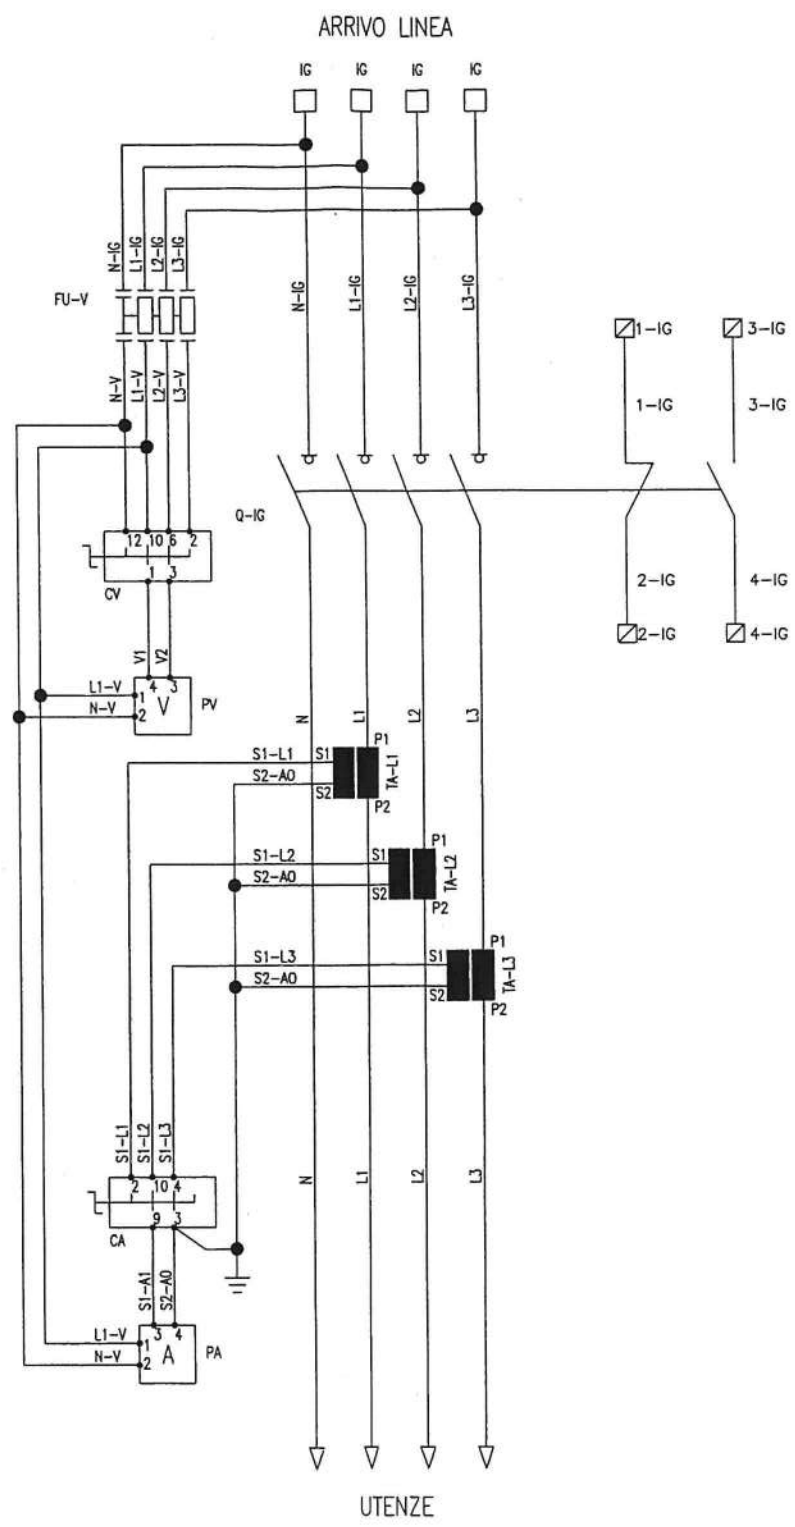 ARRIVO LINEA
IG IG IG IG
N-IG L1-IG L2-IG L3-IG
FU-V
N-IG L1-IG L2-IG L3-IG
1-IG 3-IG
N-V L1-V L2-V L3-V
1-IG 3-IG
Q-IG
12 10 6 2
1 3
CV
2-IG 4-IG
2-IG 4-IG
V1 V2
4 3
L1-V 1 V PV
N-V 2
N L1 L2 L3
P1
S1-L1 S1 TA-L1
S2-A0 S2
P2
P1
S1-L2 S1 TA-L2
S2-A0 S2
P2
P1
S1-L3 S1 TA-L3
S2-A0 S2
P2
S1-L1 S1-L2 S1-L3
N L1 L2 L3
2 10 4
9 3
CA
S1-A1 S2-A0
3 4
L1-V 1 A PA
N-V 2
UTENZE